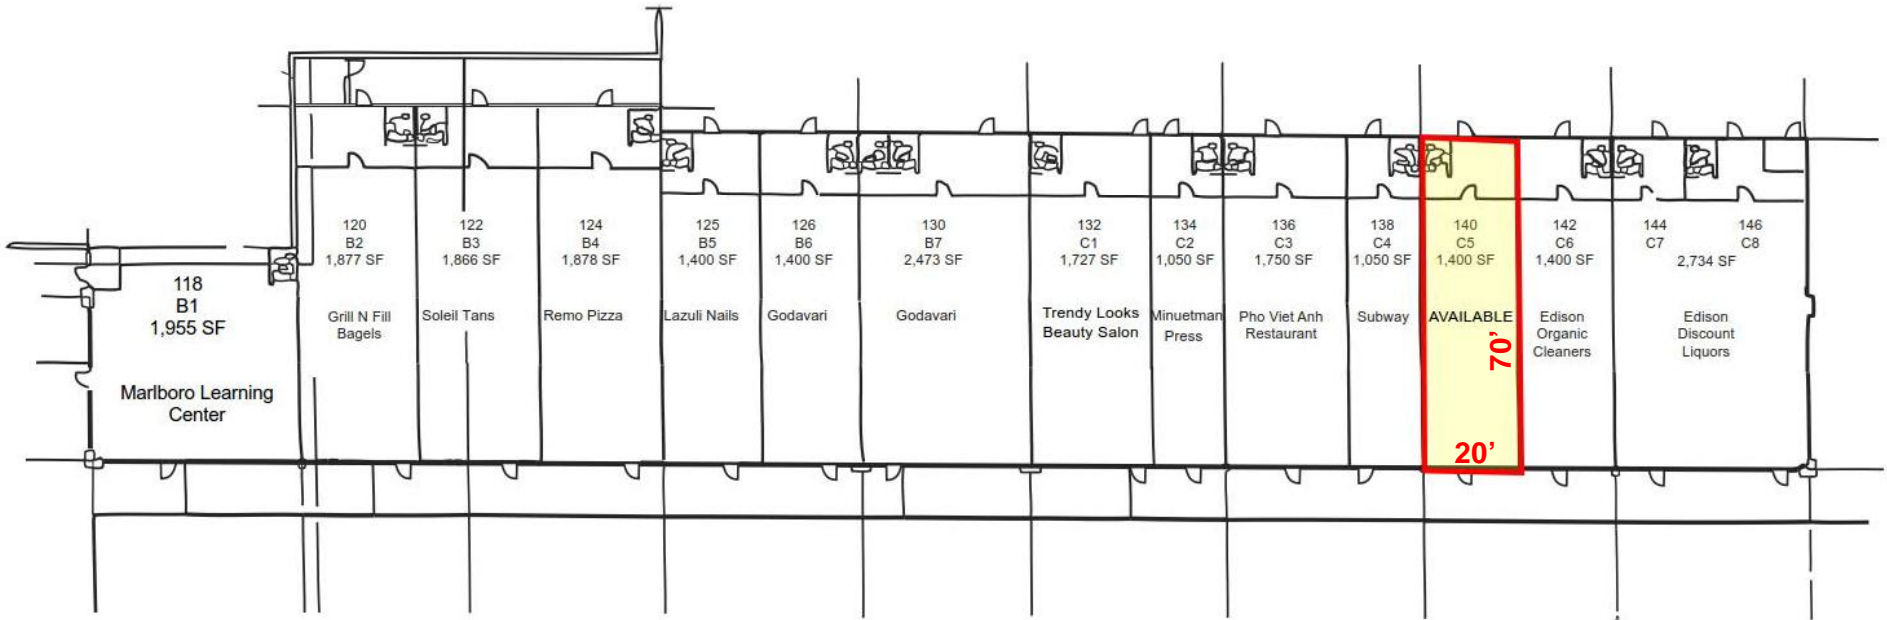 118
B1
1,955 SF
Marlboro Learning
Center
120
B2
1,877 SF
Grill N Fill
Bagels
122
B3
1,866 SF
Soleil Tans
124
B4
1,878 SF
Remo Pizza
125
B5
1,400 SF
Lazuli Nails
126
B6
1,400 SF
Godavari
130
B7
2,473 SF
Godavari
132
C1
1,727 SF
Trendy Looks
Beauty Salon
134
C2
1,050 SF
Minuetman
Press
136
C3
1,750 SF
Pho Viet Anh
Restaurant
138
C4
1,050 SF
Subway
140
C5
1,400 SF
AVAILABLE
70’
20’
142
C6
1,400 SF
Edison
Organic
Cleaners
144
C7
146
C8
2,734 SF
Edison
Discount
Liquors